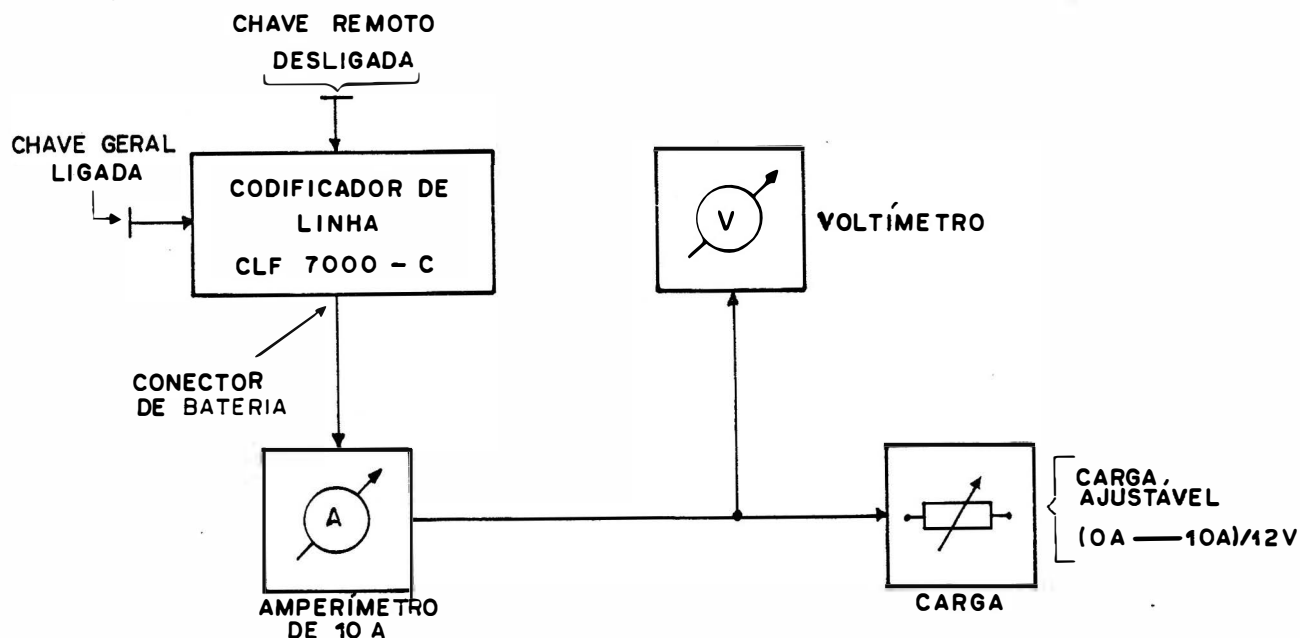 CHAVE REMOTO
DESLIGADA
CHAVE GERAL
LIGADA
CODIFICADOR DE
LINHA
CLF 7000 - C
V
VOLTÍMETRO
CONECTOR
DE BATERIA
A
AMPERÍMETRO
DE 10 A
CARGA
AJUSTÁVEL
(0A — 10A)/12V
CARGA